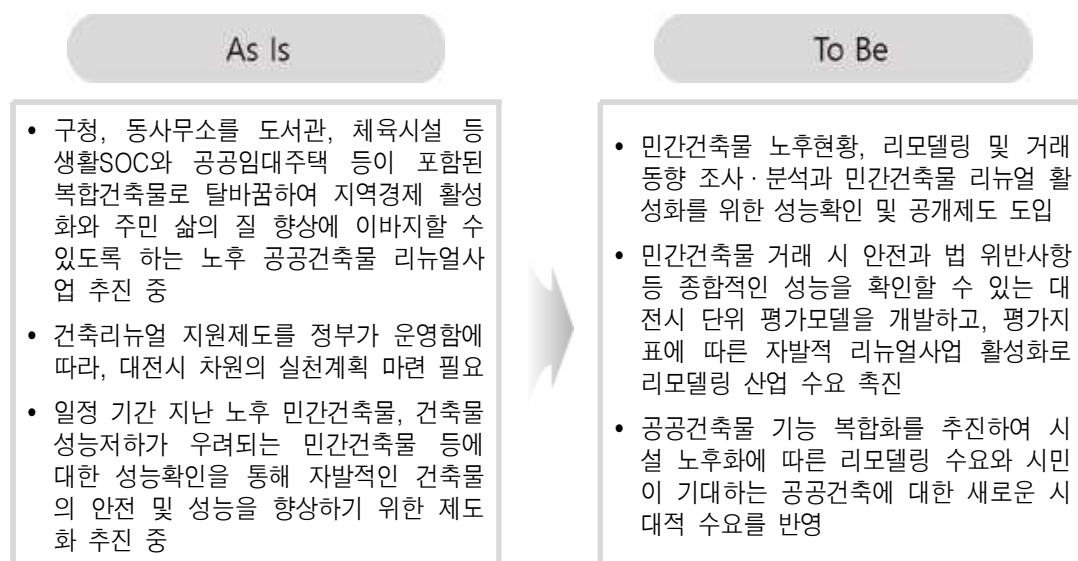 As Is
• 구청, 동사무소를 도서관, 체육시설 등
생활SOC와 공공임대주택 등이 포함된
복합건축물로 탈바꿈하여 지역경제 활성
화와 주민 삶의 질 향상에 이바지할 수
있도록 하는 노후 공공건축물 리뉴얼사
업 추진 중
• 건축리뉴얼 지원제도를 정부가 운영함에
따라, 대전시 차원의 실천계획 마련 필요
• 일정 기간 지난 노후 민간건축물, 건축물
성능저하가 우려되는 민간건축물 등에
대한 성능확인을 통해 자발적인 건축물
의 안전 및 성능을 향상하기 위한 제도
화 추진 중
To Be
• 민간건축물 노후현황, 리모델링 및 거래
동향 조사·분석과 민간건축물 리뉴얼 활
성화를 위한 성능확인 및 공개제도 도입
• 민간건축물 거래 시 안전과 법 위반사항
등 종합적인 성능을 확인할 수 있는 대
전시 단위 평가모델을 개발하고, 평가지
표에 따른 자발적 리뉴얼사업 활성화로
리모델링 산업 수요 촉진
• 공공건축물 기능 복합화를 추진하여 시
설 노후화에 따른 리모델링 수요와 시민
이 기대하는 공공건축에 대한 새로운 시
대적 수요를 반영